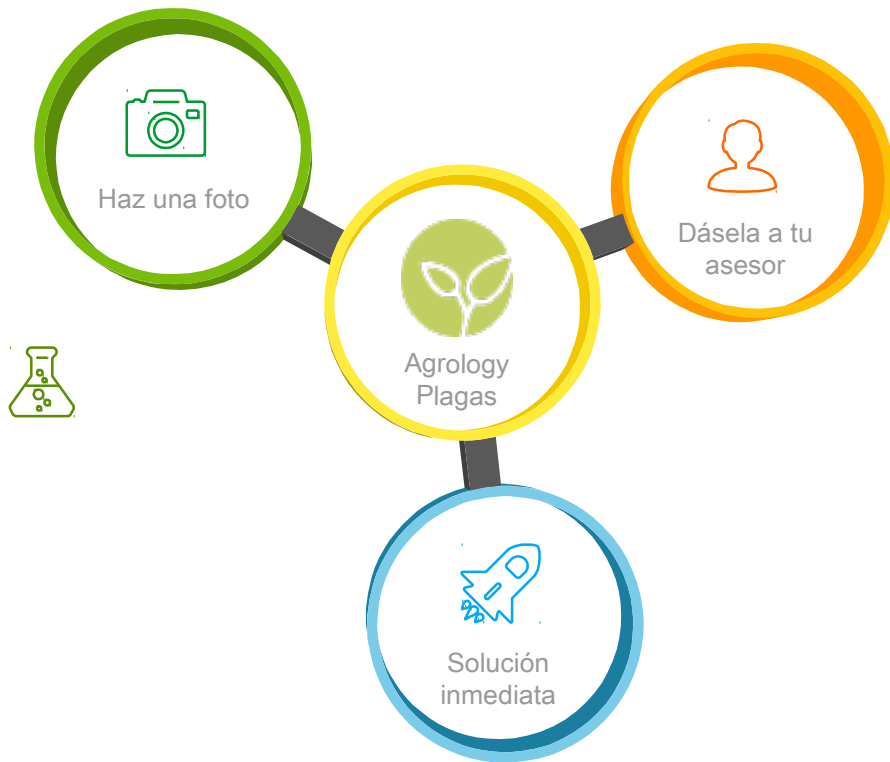 Haz una foto
Dásela a tu
asesor
Agrology
Plagas
Solución
inmediata